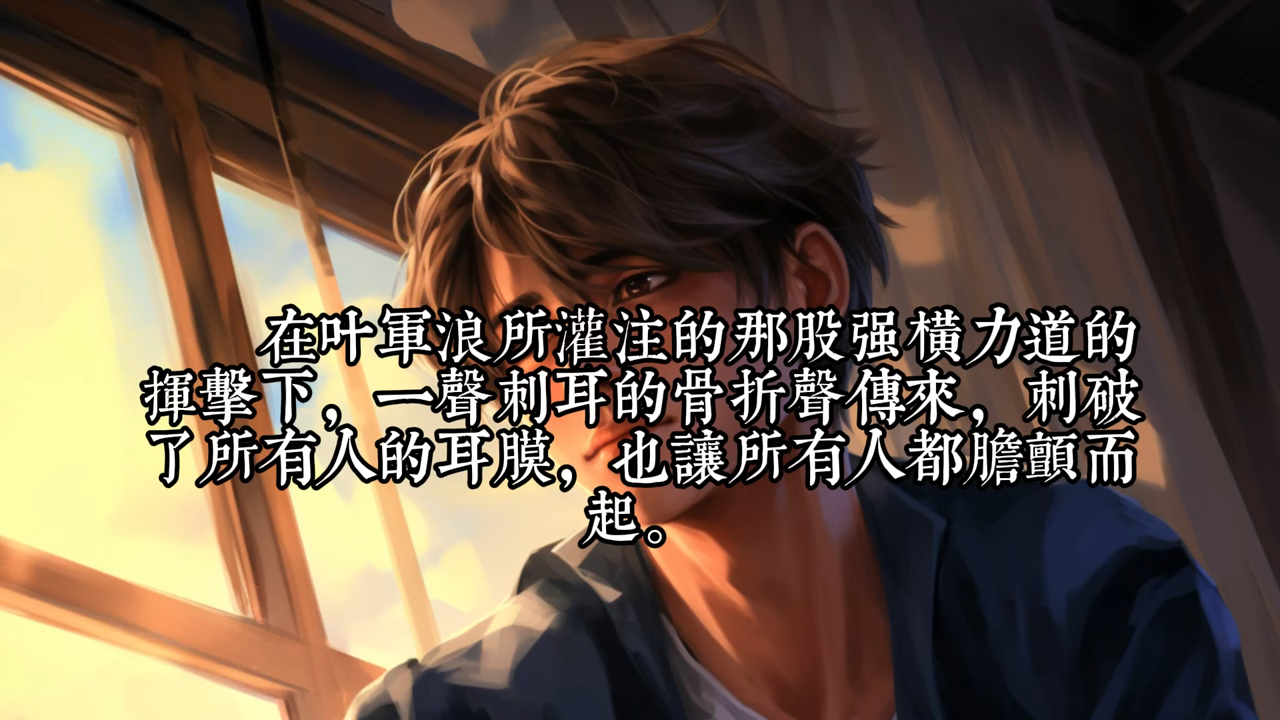 在叶軍浪所灌注的那股强橫力道的
揮擊下，一聲刺耳的骨折聲傳來，刺破
了所有人的耳膜，也讓所有人都膽顫而
起。